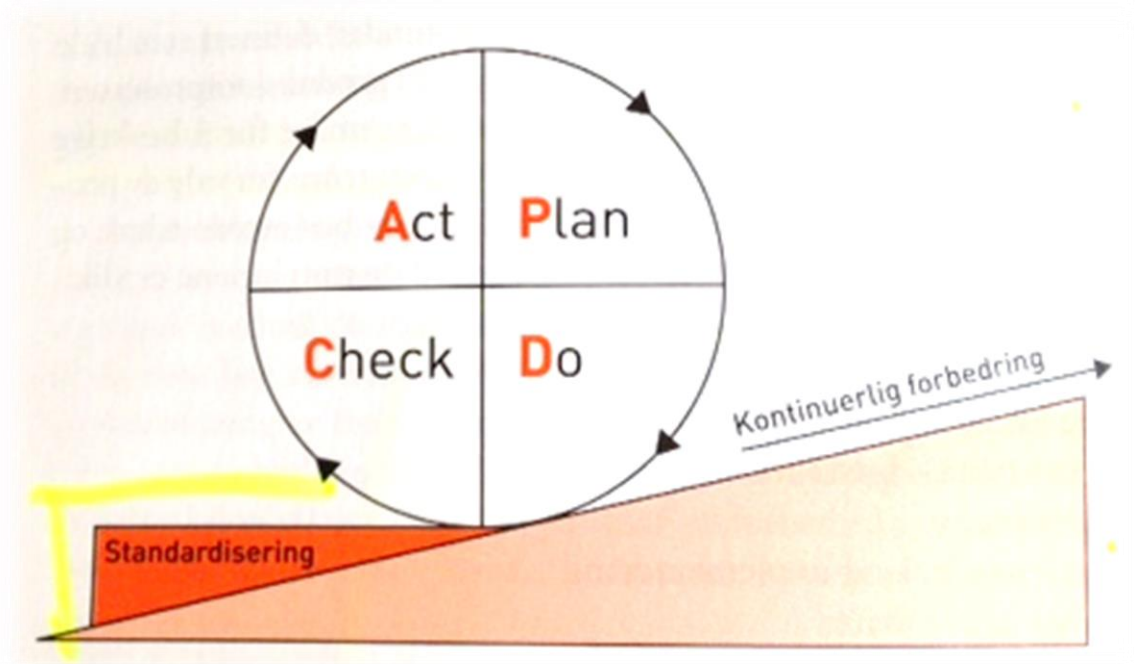 Act
Plan
Check
Do
Kontinuerlig forbedring
Standardisering